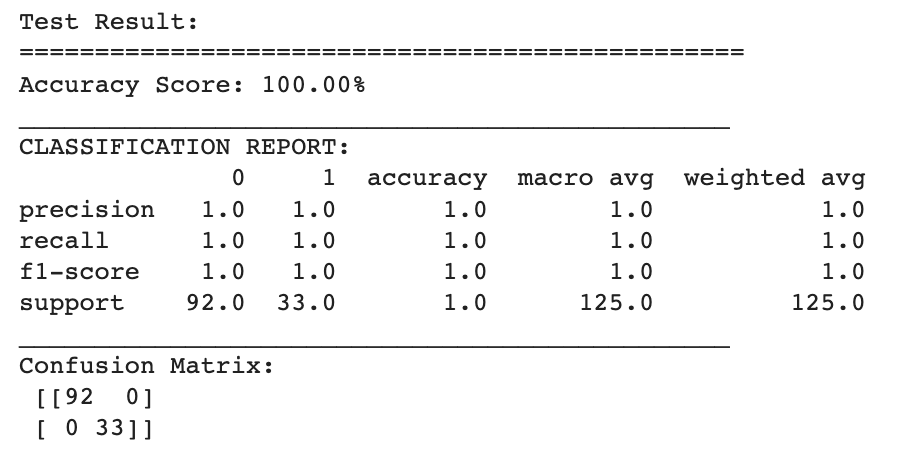 Test Result:
================================================
Accuracy Score: 100.00%
_______________________________________________
CLASSIFICATION REPORT:
              0     1  accuracy  macro avg  weighted avg
precision   1.0   1.0       1.0        1.0           1.0
recall      1.0   1.0       1.0        1.0           1.0
f1-score    1.0   1.0       1.0        1.0           1.0
support    92.0  33.0       1.0      125.0         125.0
_______________________________________________
Confusion Matrix:
 [[92  0]
 [ 0 33]]